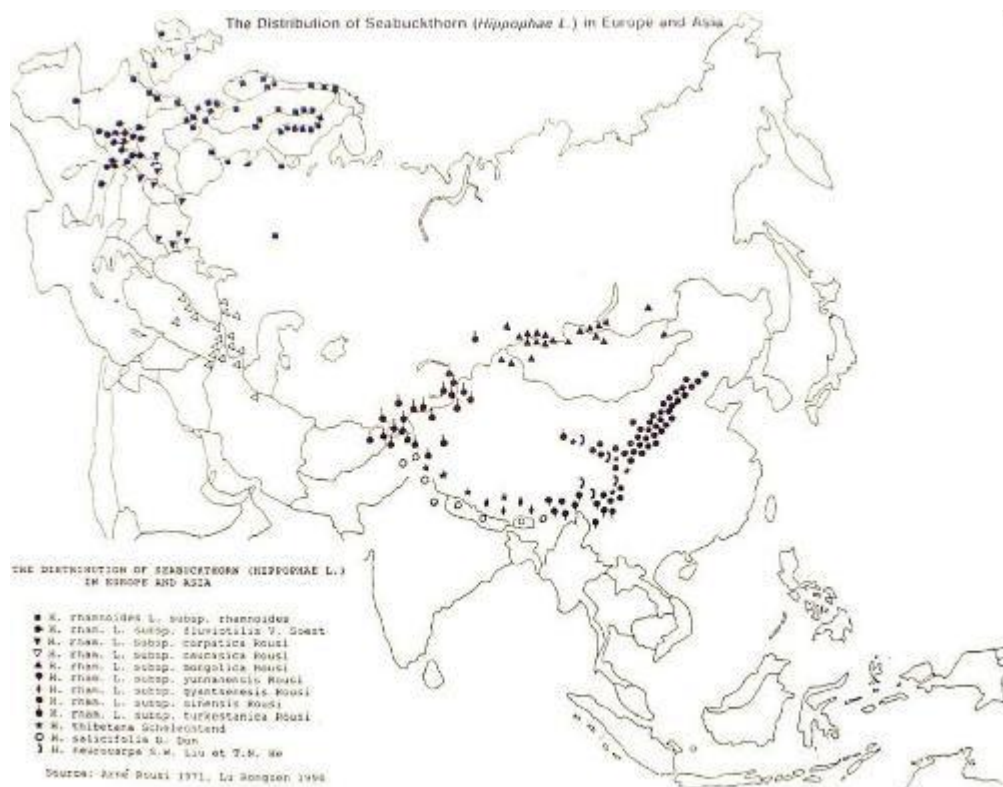 The Distribution of Seabuckthorn (Hippophae L.) in Europe and Asia
THE DISTRIBUTION OF SEABUCKTHORN (HIPPOPHAE L.)
IN EUROPE AND ASIA
H. rhamnoides L. subsp. rhamnoides
H. rham. L. subsp. fluviatilis V. Soest
H. rham. L. subsp. carpatica Rousi
H. rham. L. subsp. caucasica Rousi
H. rham. L. subsp. mongolica Rousi
H. rham. L. subsp. yunnanensis Rousi
H. rham. L. subsp. gyantsensis Rousi
H. rham. L. subsp. sinensis Rousi
H. rham. L. subsp. turkestanica Rousi
H. thibetana Schlechtend
H. salicifolia D. Don
H. neurocarpa S.W. Liu et T.N. He
Source: Arne Rousi 1971, Lu Rongsen